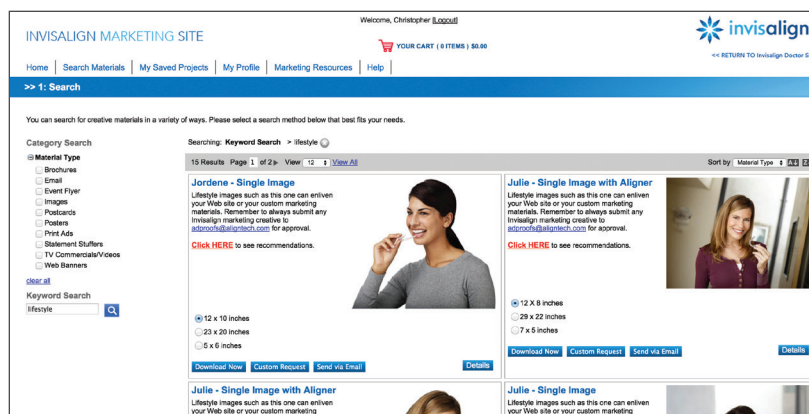 Welcome, Christopher [Logout]
INVISALIGN MARKETING SITE
YOUR CART ( 0 ITEMS ) $0.00
invisalign
<< RETURN TO Invisalign Doctor S
Home | Search Materials | My Saved Projects | My Profile | Marketing Resources | Help |
>> 1: Search
You can search for creative materials in a variety of ways. Please select a search method below that best fits your needs.
Category Search
Material Type
Brochures
Email
Event Flyer
Images
Postcards
Posters
Print Ads
Statement Stuffers
TV Commercials/Videos
Web Banners
clear all
Keyword Search
lifestyle
Searching: Keyword Search > lifestyle
15 Results Page 1 of 2 View 12 View All
Sort by Material Type A Z
Jordene - Single Image
Lifestyle images such as this one can enliven
your Web site or your custom marketing
materials. Remember to always submit any
Invisalign marketing creative to
adproofs@aligntech.com for approval.
Click HERE to see recommendations.
12 x 10 inches
23 x 20 inches
5 x 6 inches
Download Now Custom Request Send via Email Details
Julie - Single Image with Aligner
Lifestyle images such as this one can enliven
your Web site or your custom marketing
materials. Remember to always submit any
Invisalign marketing creative to
adproofs@aligntech.com for approval.
Click HERE to see recommendations.
12 X 8 inches
29 x 22 inches
7 x 5 inches
Download Now Custom Request Send via Email Details
Julie - Single Image with Aligner
Lifestyle images such as this one can enliven
your Web site or your custom marketing
Julie - Single Image
Lifestyle images such as this one can enliven
your Web site or your custom marketing